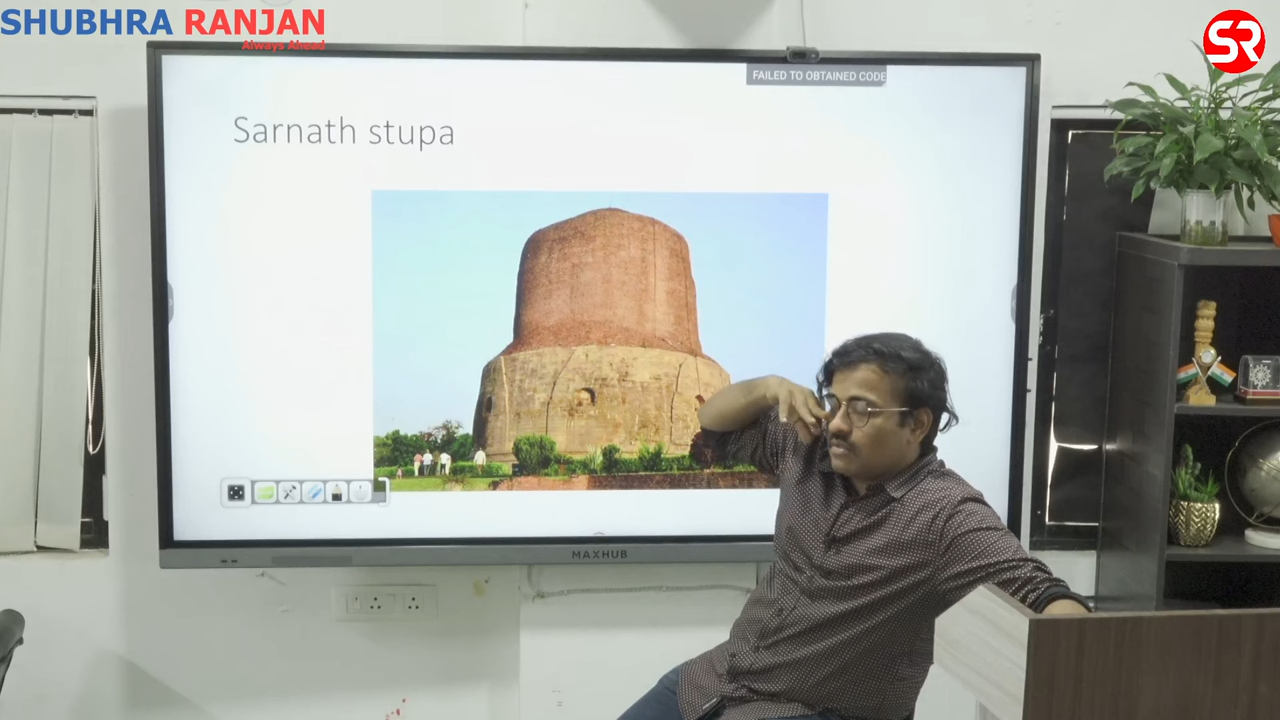 SHUBHRA RANJAN
Always Ahead
SR
FAILED TO OBTAINED CODE
Sarnath stupa
MAXHUB